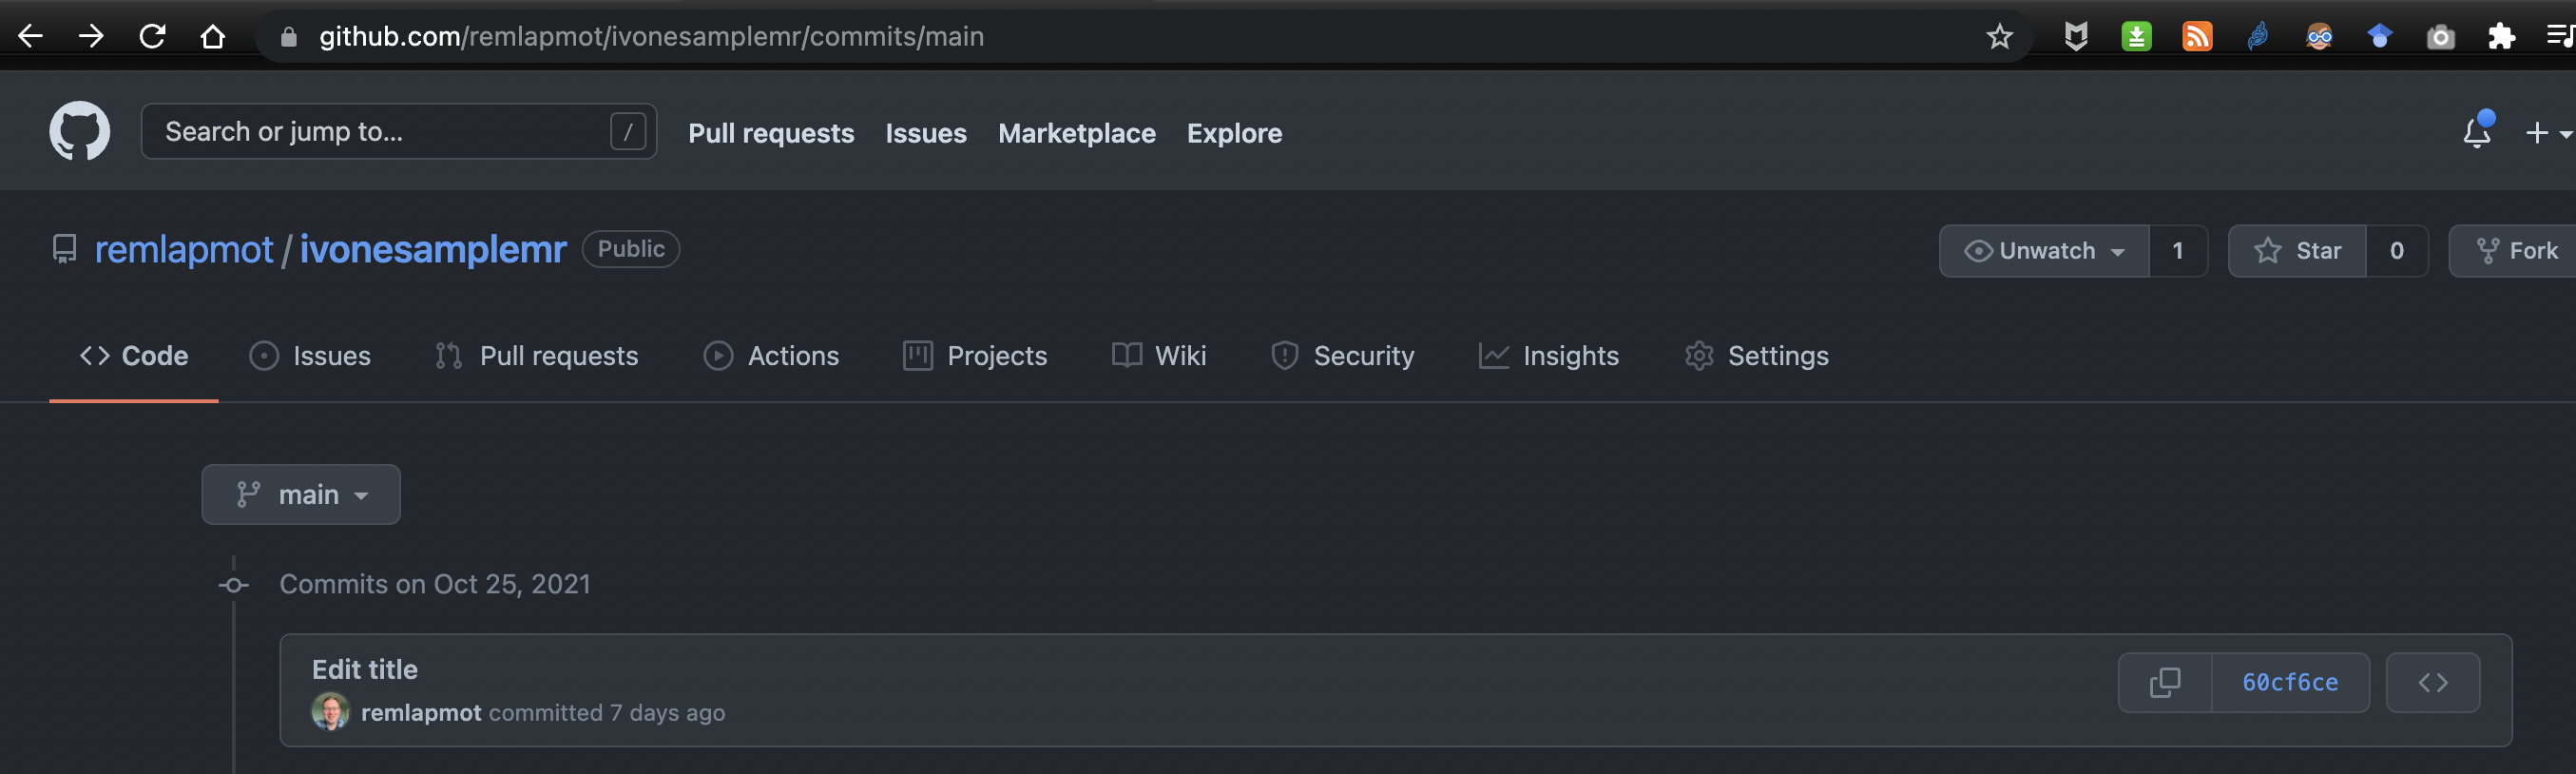 github.com/remlapmot/ivonesamplemr/commits/main
Search or jump to... /
Pull requests Issues Marketplace Explore
remlapmot / ivonesamplemr Public
Unwatch 1 Star 0 Fork
Code Issues Pull requests Actions Projects Wiki Security Insights Settings
main
Commits on Oct 25, 2021
Edit title
60cf6ce
remlapmot committed 7 days ago